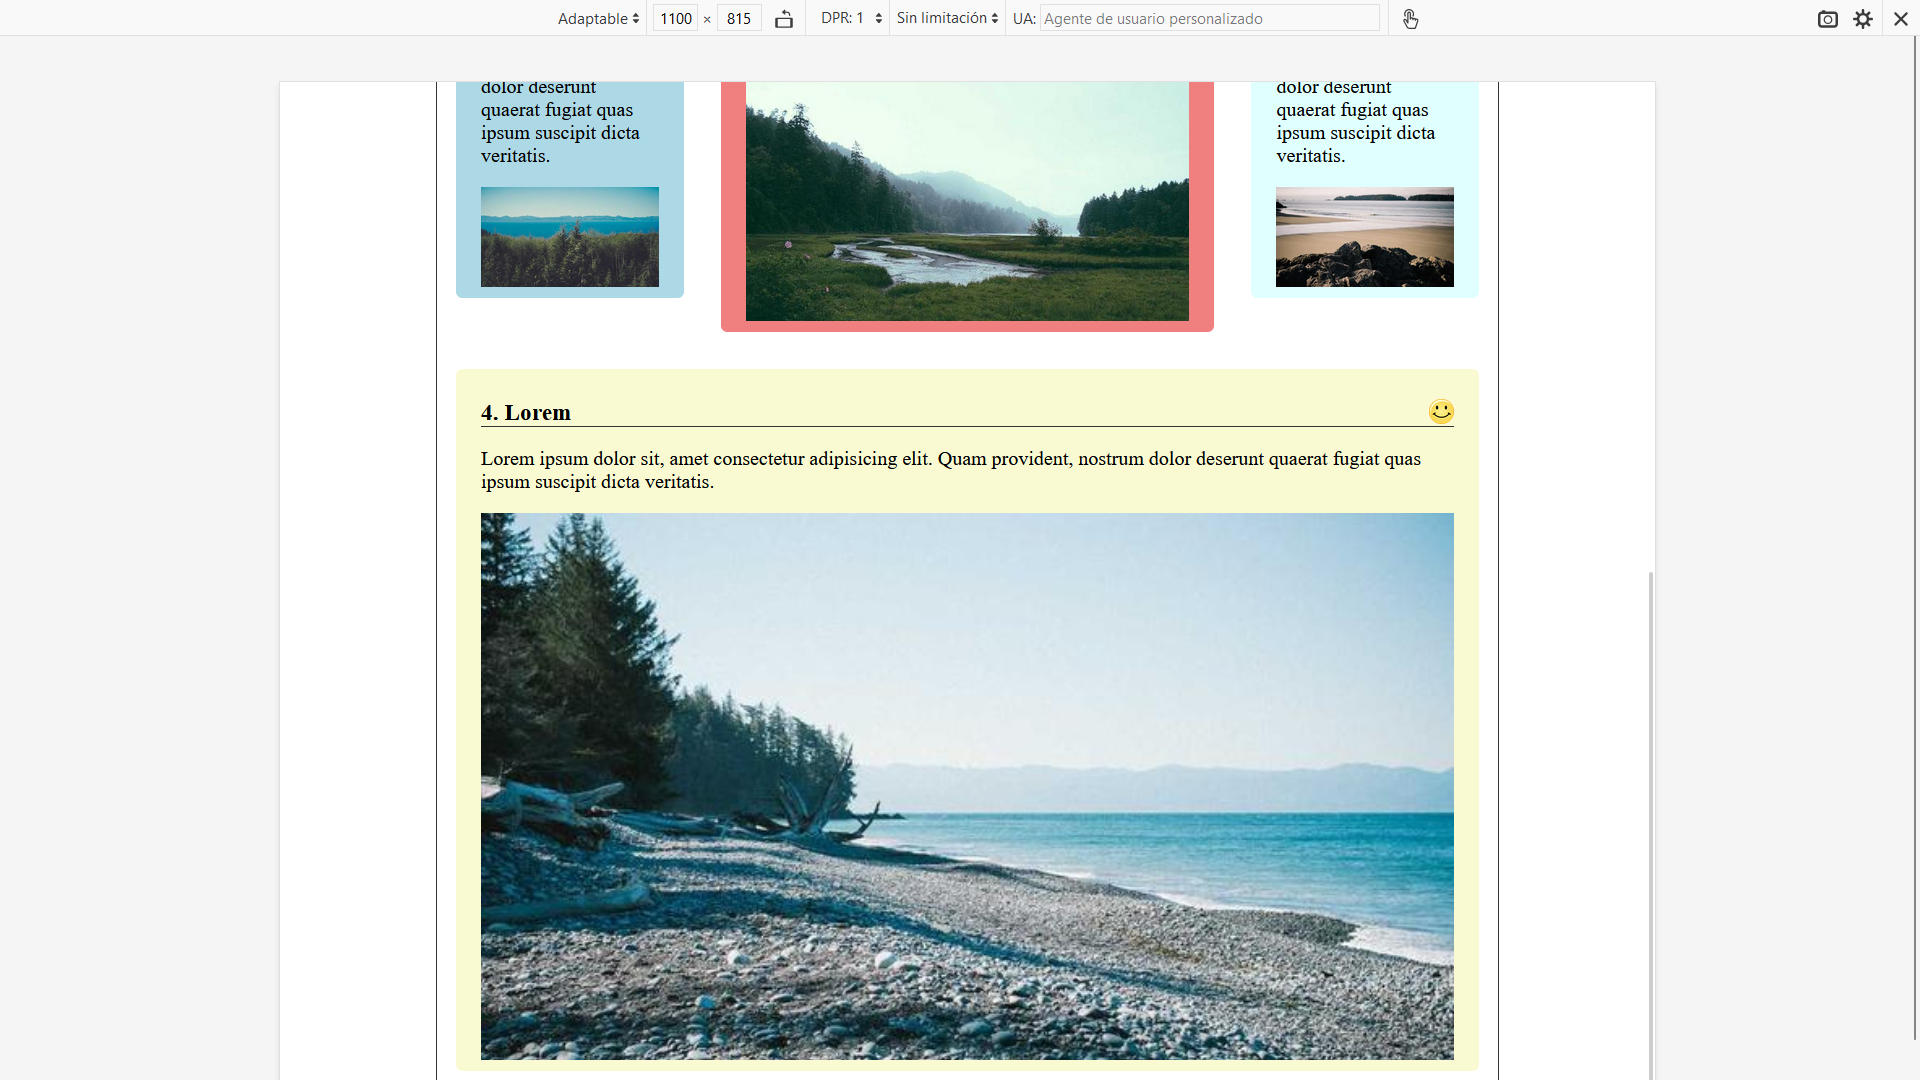 Adaptable 1100 × 815 DPR: 1 Sin limitación UA: Agente de usuario personalizado
dolor deserunt
quaerat fugiat quas
ipsum suscipit dicta
veritatis.
dolor deserunt
quaerat fugiat quas
ipsum suscipit dicta
veritatis.
4. Lorem
Lorem ipsum dolor sit, amet consectetur adipisicing elit. Quam provident, nostrum dolor deserunt quaerat fugiat quas
ipsum suscipit dicta veritatis.